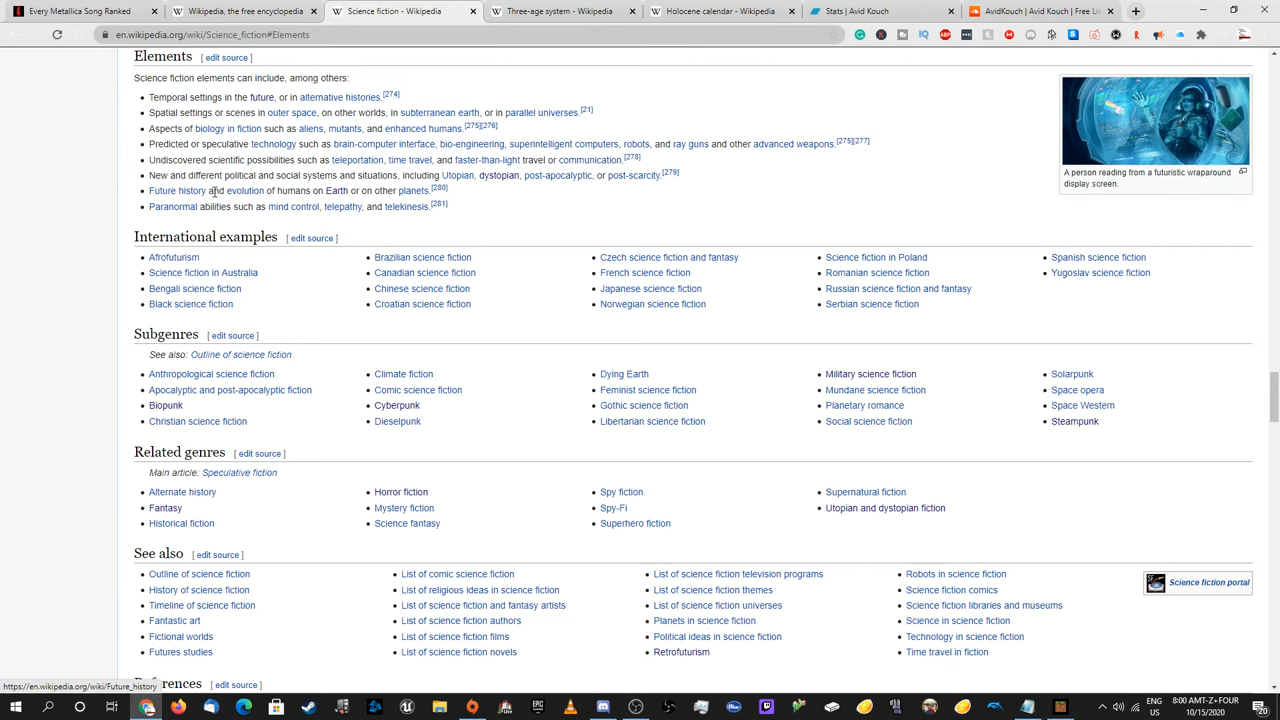 Every Metallica Song Ranked
Wikipedia, the free encyclopedia
Science fiction - Wikipedia
Three-age system - Wikipedia
Holocene calendar - Wikipedia
Stats | Avid Kouch
AvidKouch | Free Li
en.wikipedia.org/wiki/Science_fiction#Elements
Elements [ edit source ]
Science fiction elements can include, among others:
• Temporal settings in the future, or in alternative histories.[274]
• Spatial settings or scenes in outer space, on other worlds, in subterranean earth, or in parallel universes.[21]
• Aspects of biology in fiction such as aliens, mutants, and enhanced humans.[275][276]
• Predicted or speculative technology such as brain-computer interface, bio-engineering, superintelligent computers, robots, and ray guns and other advanced weapons.[275][277]
• Undiscovered scientific possibilities such as teleportation, time travel, and faster-than-light travel or communication.[278]
• New and different political and social systems and situations, including Utopian, dystopian, post-apocalyptic, or post-scarcity.[279]
• Future history and evolution of humans on Earth or on other planets.[280]
• Paranormal abilities such as mind control, telepathy, and telekinesis.[281]
A person reading from a futuristic wraparound
display screen.
International examples [ edit source ]
• Afrofuturism
• Science fiction in Australia
• Bengali science fiction
• Black science fiction
• Brazilian science fiction
• Canadian science fiction
• Chinese science fiction
• Croatian science fiction
• Czech science fiction and fantasy
• French science fiction
• Japanese science fiction
• Norwegian science fiction
• Science fiction in Poland
• Romanian science fiction
• Russian science fiction and fantasy
• Serbian science fiction
• Spanish science fiction
• Yugoslav science fiction
Subgenres [ edit source ]
See also: Outline of science fiction
• Anthropological science fiction
• Apocalyptic and post-apocalyptic fiction
• Biopunk
• Christian science fiction
• Climate fiction
• Comic science fiction
• Cyberpunk
• Dieselpunk
• Dying Earth
• Feminist science fiction
• Gothic science fiction
• Libertarian science fiction
• Military science fiction
• Mundane science fiction
• Planetary romance
• Social science fiction
• Solarpunk
• Space opera
• Space Western
• Steampunk
Related genres [ edit source ]
Main article: Speculative fiction
• Alternate history
• Fantasy
• Historical fiction
• Horror fiction
• Mystery fiction
• Science fantasy
• Spy fiction
• Spy-Fi
• Superhero fiction
• Supernatural fiction
• Utopian and dystopian fiction
See also [ edit source ]
• Outline of science fiction
• History of science fiction
• Timeline of science fiction
• Fantastic art
• Fictional worlds
• Futures studies
• List of comic science fiction
• List of religious ideas in science fiction
• List of science fiction and fantasy artists
• List of science fiction authors
• List of science fiction films
• List of science fiction novels
• List of science fiction television programs
• List of science fiction themes
• List of science fiction universes
• Planets in science fiction
• Political ideas in science fiction
• Retrofuturism
• Robots in science fiction
• Science fiction comics
• Science fiction libraries and museums
• Science in science fiction
• Technology in science fiction
• Time travel in fiction
SF
Science fiction portal
References [ edit source ]
https://en.wikipedia.org/wiki/Future_history
ENG
US
8:00 AMT-Z+FOUR
10/15/2020
20